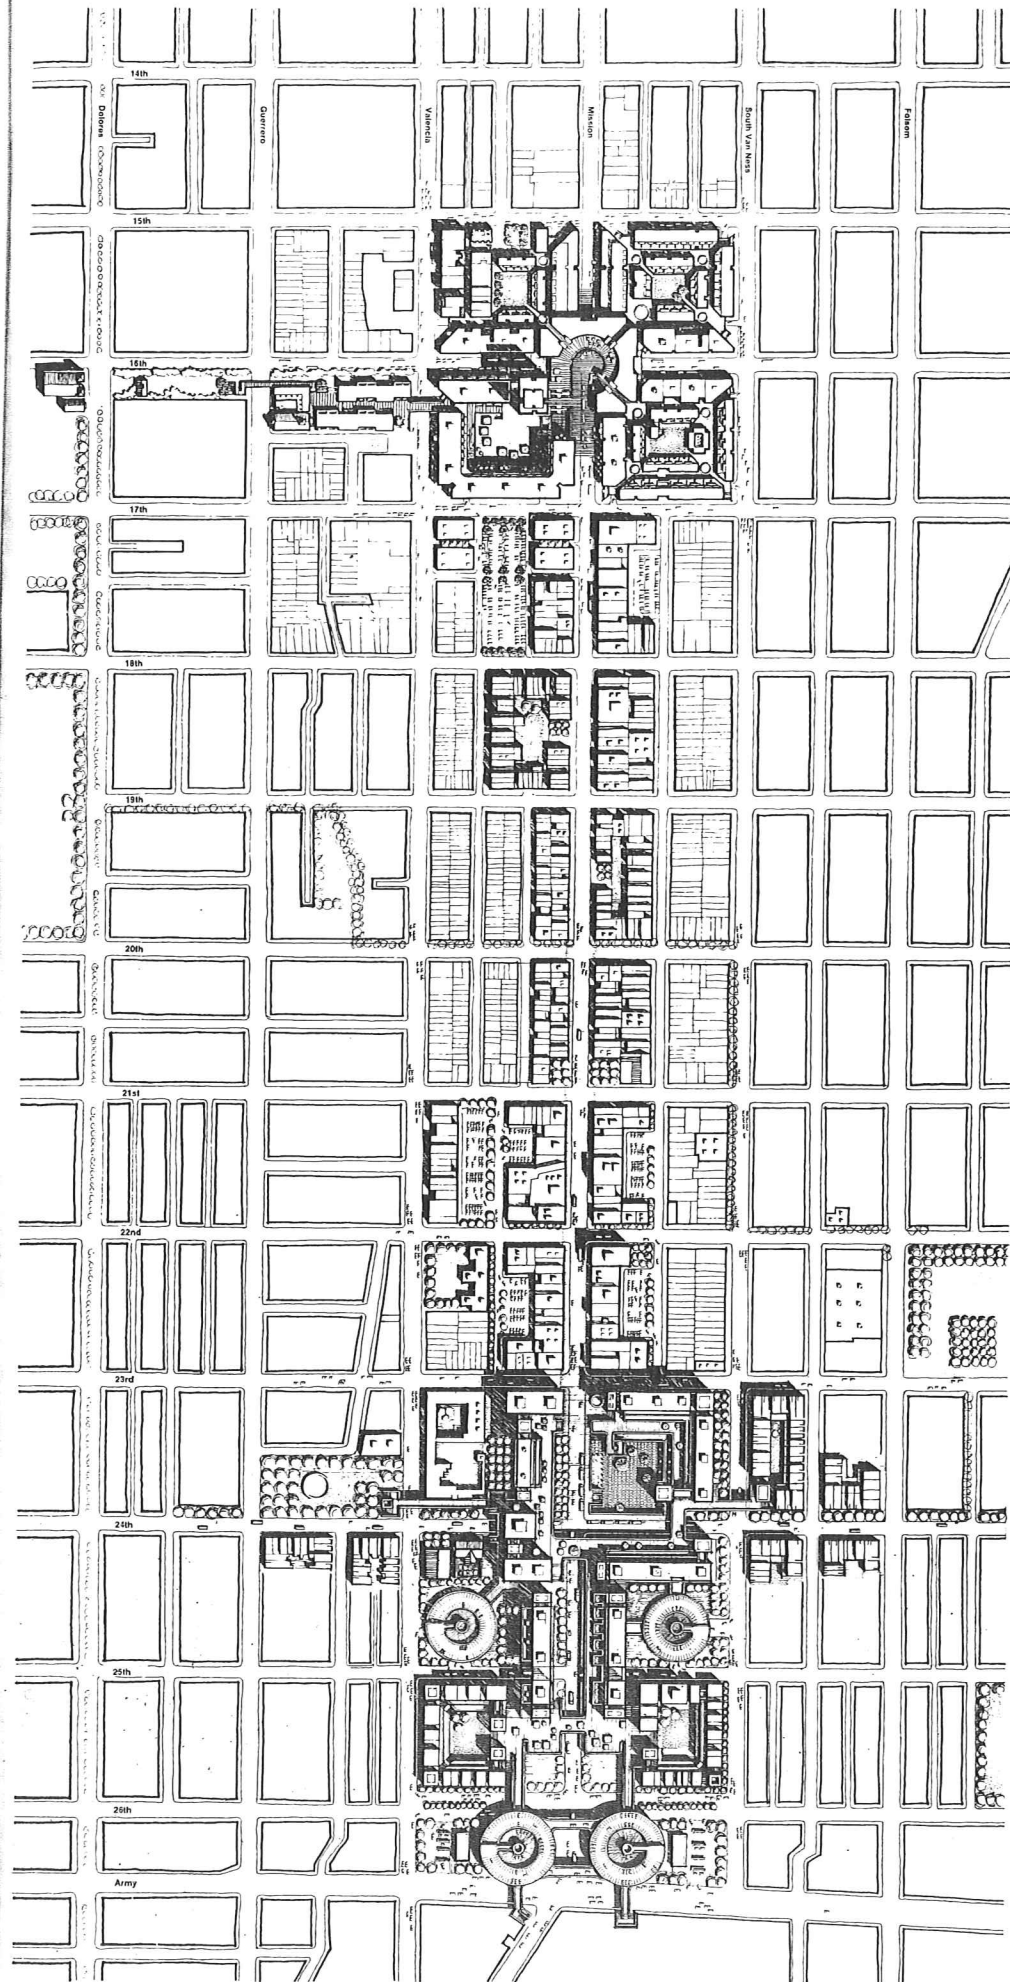 14th
Dolores
Guerrero
Valencia
Mission
South Van Ness
Folsom
15th
16th
17th
18th
19th
20th
21st
22nd
23rd
24th
25th
26th
Army